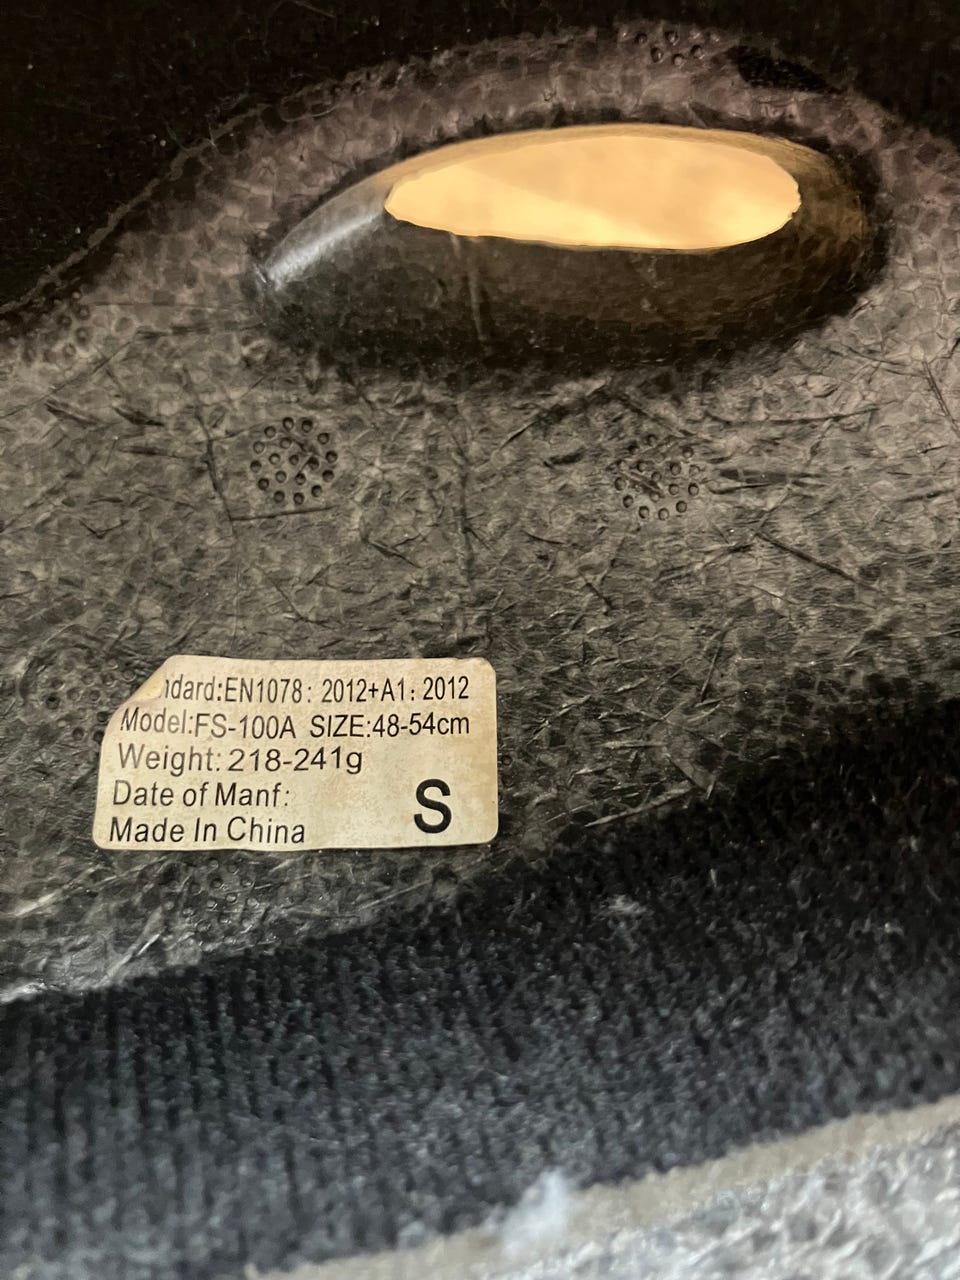 ndard:EN1078: 2012+A1: 2012
Model:FS-100A SIZE:48-54cm
Weight: 218-241g
Date of Manf:
Made In China
S